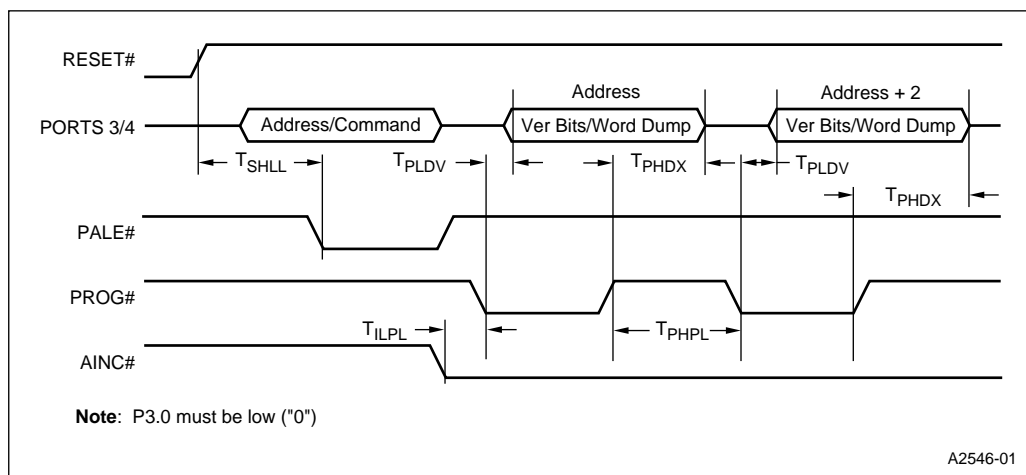 RESET#
Address
Address + 2
PORTS 3/4
Address/Command
Ver Bits/Word Dump
Ver Bits/Word Dump
TSHLL
TPLDV
TPHDX
TPLDV
TPHDX
PALE#
PROG#
TILPL
TPHPL
AINC#
Note: P3.0 must be low ("0")
A2546-01